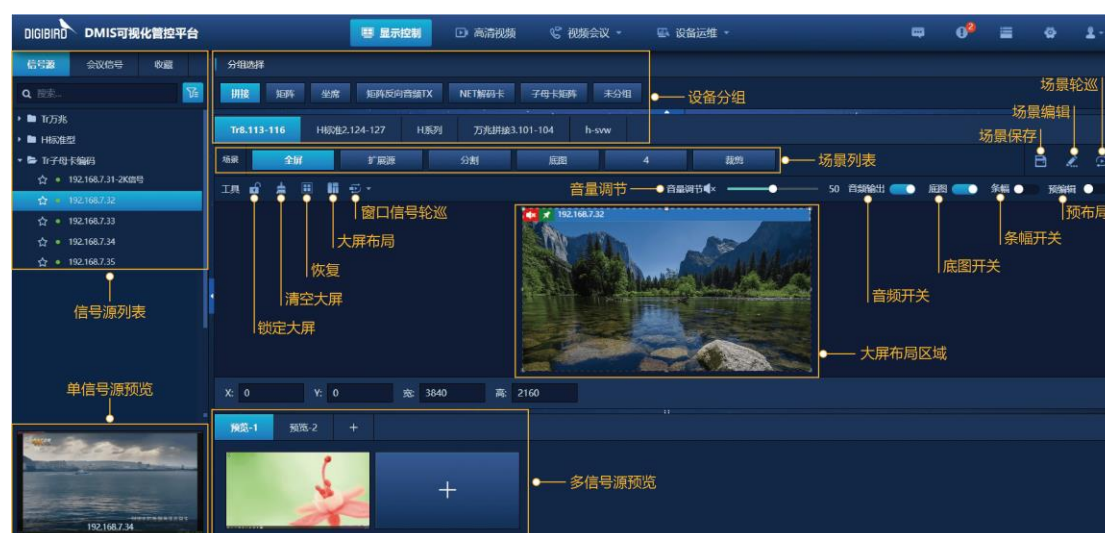 DIGIBIRD DMIS可视化管控平台 显示控制 高清视频 视频会议 设备运维 2
信号源 会议信号 收藏 分组选择
搜索... 拼接 矩阵 坐席 矩阵反向音频TX NET解码卡 子母卡矩阵 未分组 设备分组 场景轮巡
场景编辑
Tr万兆
H标准型 Tr8.113-116 H标准2.124-127 H系列 万兆拼接3.101-104 h-svw 场景保存
Tr子母卡编码 场景 全屏 扩展源 分割 底图 4 裁剪 场景列表
192.168.7.31-2K信号
192.168.7.32 工具 音量调节 音量调节 50 音频输出 底图 条幅 预编辑
192.168.7.33 窗口信号轮巡 192.168.7.32 预布局
192.168.7.34 大屏布局 条幅开关
192.168.7.35 恢复 底图开关
信号源列表 清空大屏 音频开关
锁定大屏
大屏布局区域
单信号源预览 X: 0 Y: 0 宽: 3840 高: 2160
预览-1 预览-2 +
+ 多信号源预览
192.168.7.34